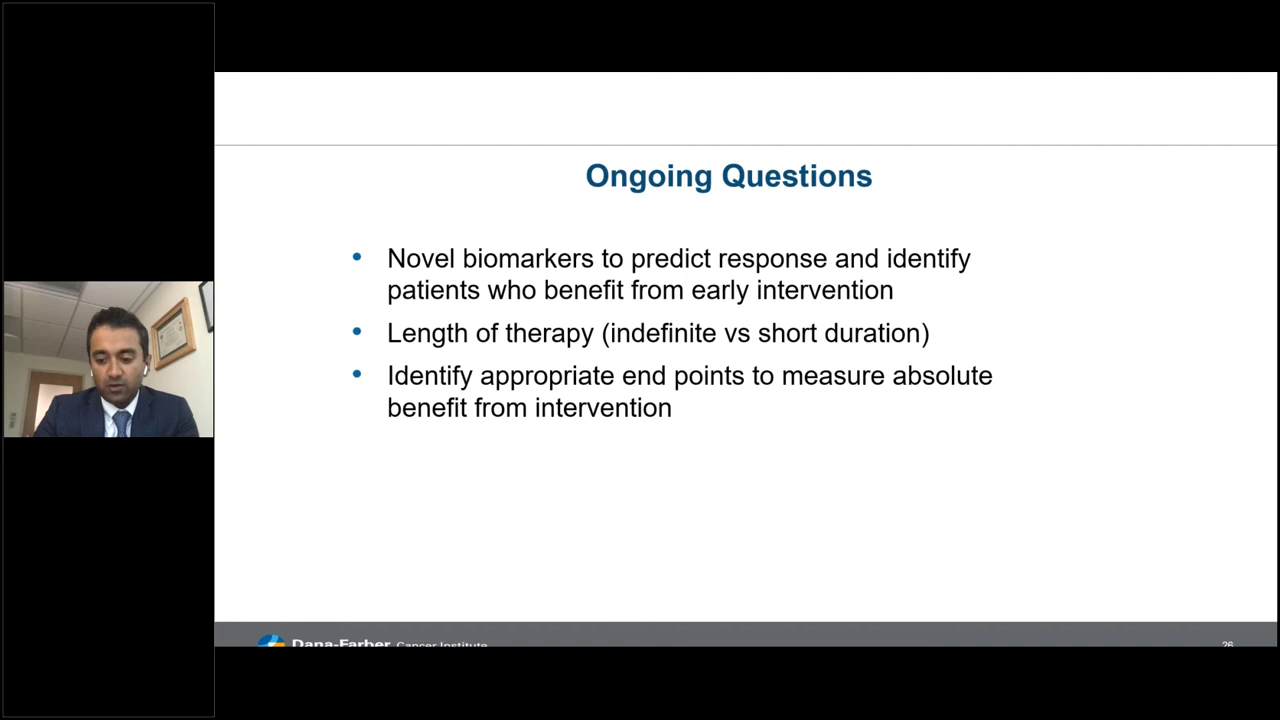 Ongoing Questions
• Novel biomarkers to predict response and identify
patients who benefit from early intervention
• Length of therapy (indefinite vs short duration)
• Identify appropriate end points to measure absolute
benefit from intervention
Dana-Farber Cancer Institute
26